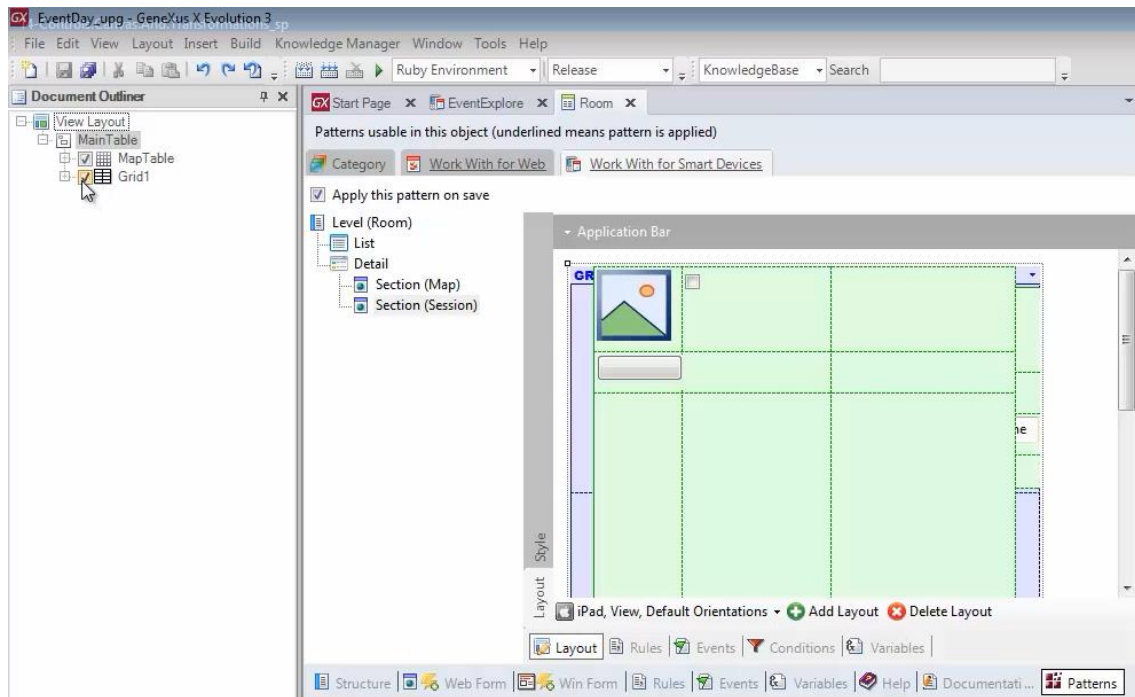 EventDay_upg - GeneXus X Evolution 3
File Edit View Layout Insert Build Knowledge Manager Window Tools Help
Ruby Environment Release KnowledgeBase Search
Document Outliner
View Layout
MainTable
MapTable
Grid1
Start Page EventExplore Room
Patterns usable in this object (underlined means pattern is applied)
Category Work With for Web Work With for Smart Devices
Apply this pattern on save
Level (Room)
List
Detail
Section (Map)
Section (Session)
Application Bar
GR
ne
Style
Layout
iPad, View, Default Orientations Add Layout Delete Layout
Layout Rules Events Conditions Variables
Structure Web Form Win Form Rules Events Variables Help Documentati... Patterns